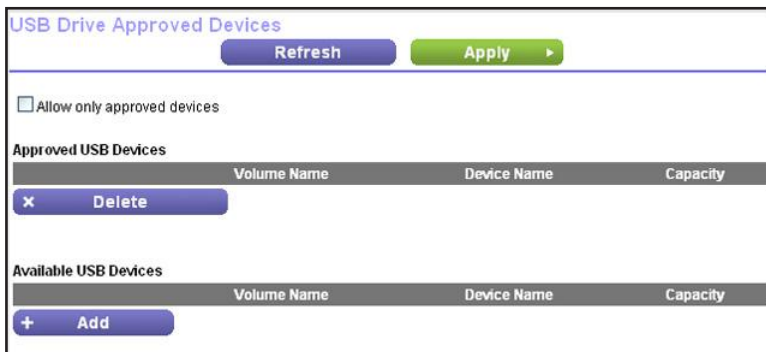 USB Drive Approved Devices
Refresh Apply
Allow only approved devices
Approved USB Devices
Volume Name Device Name Capacity
Delete
Available USB Devices
Volume Name Device Name Capacity
+ Add